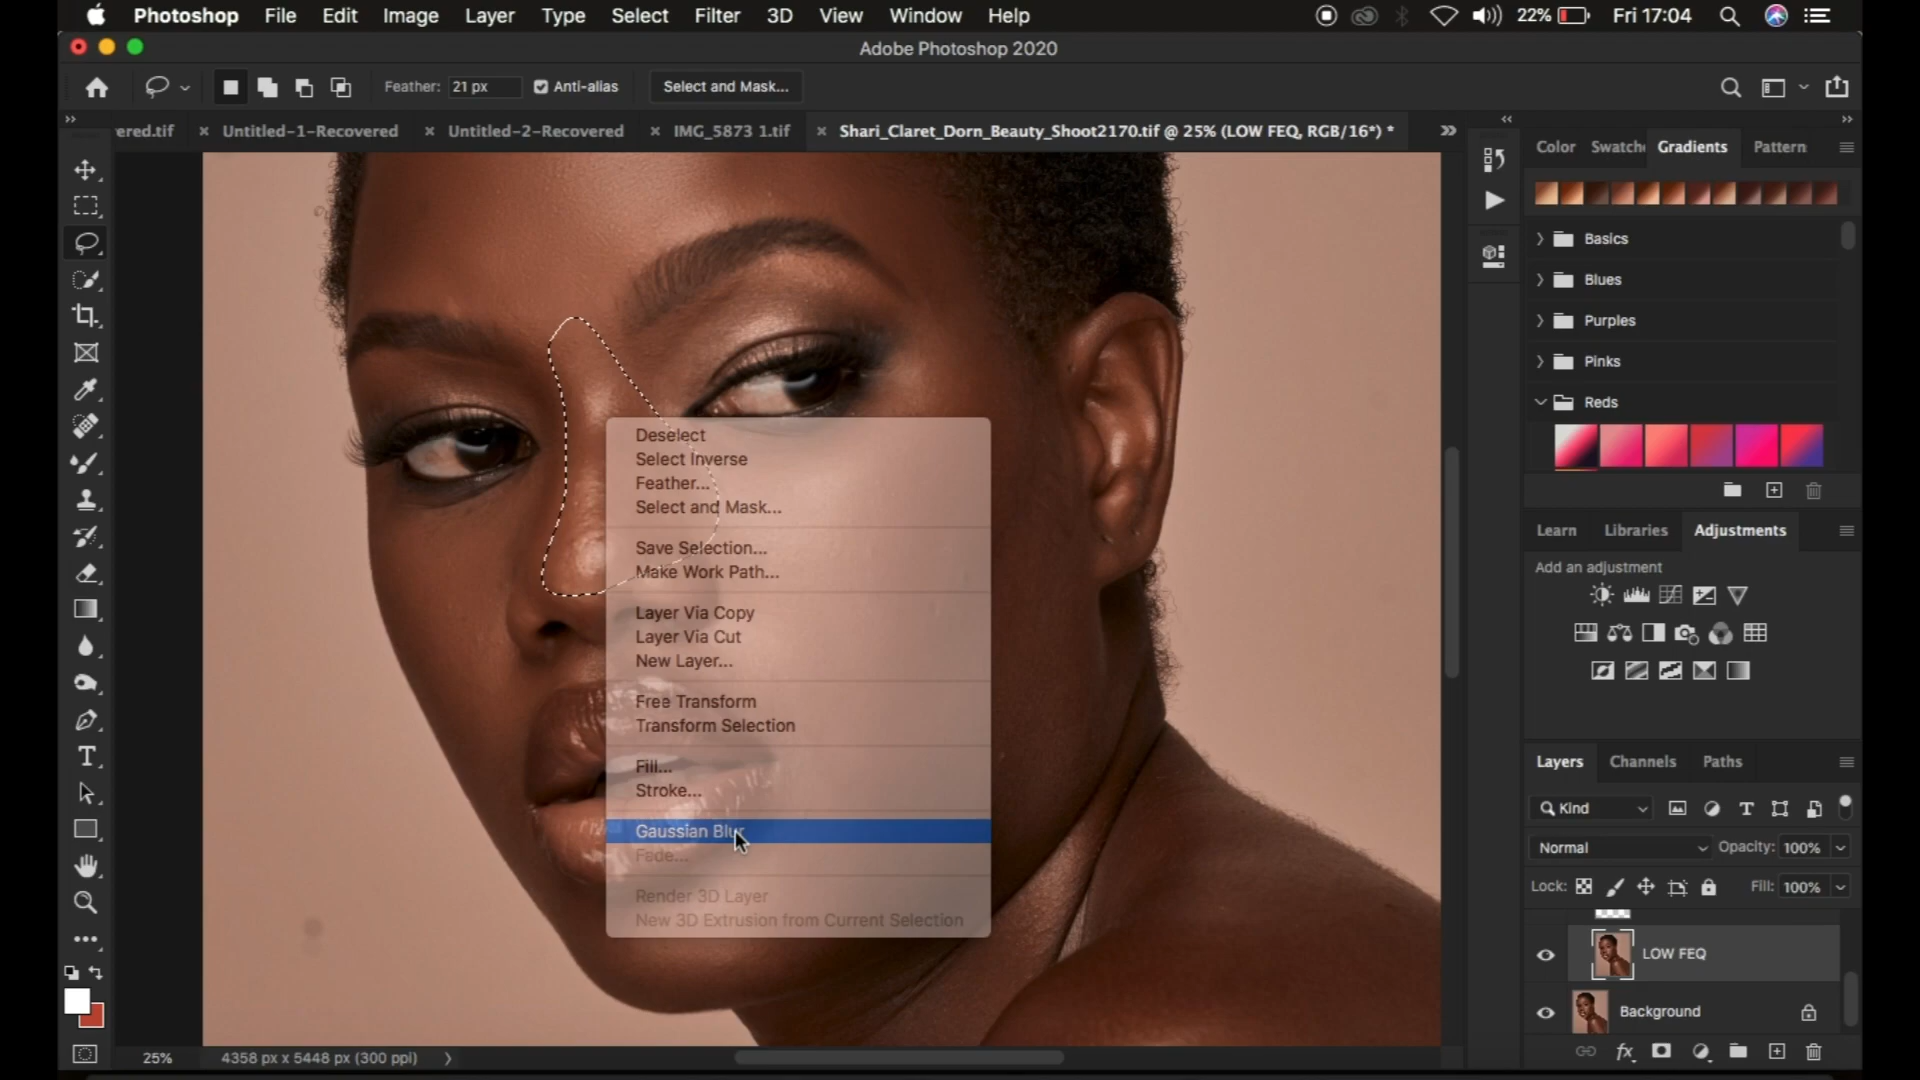 Photoshop File Edit Image Layer Type Select Filter 3D View Window Help 22% Fri 17:04
Adobe Photoshop 2020
Feather: 21 px Anti-alias Select and Mask...
ered.tif × Untitled-1-Recovered × Untitled-2-Recovered × IMG_5873 1.tif × Shari_Claret_Dorn_Beauty_Shoot2170.tif @ 25% (LOW FEQ, RGB/16*) *
Color Swatche Gradients Pattern
Basics
Blues
Purples
Pinks
Reds
Deselect
Select Inverse
Feather...
Select and Mask...
Save Selection...
Make Work Path...
Layer Via Copy
Layer Via Cut
New Layer...
Free Transform
Transform Selection
Fill...
Stroke...
Gaussian Blur
Fade...
Render 3D Layer
New 3D Extrusion from Current Selection
Learn Libraries Adjustments
Add an adjustment
Layers Channels Paths
Kind
Normal Opacity: 100%
Lock: Fill: 100%
LOW FEQ
Background
fx
25% 4358 px x 5448 px (300 ppi)